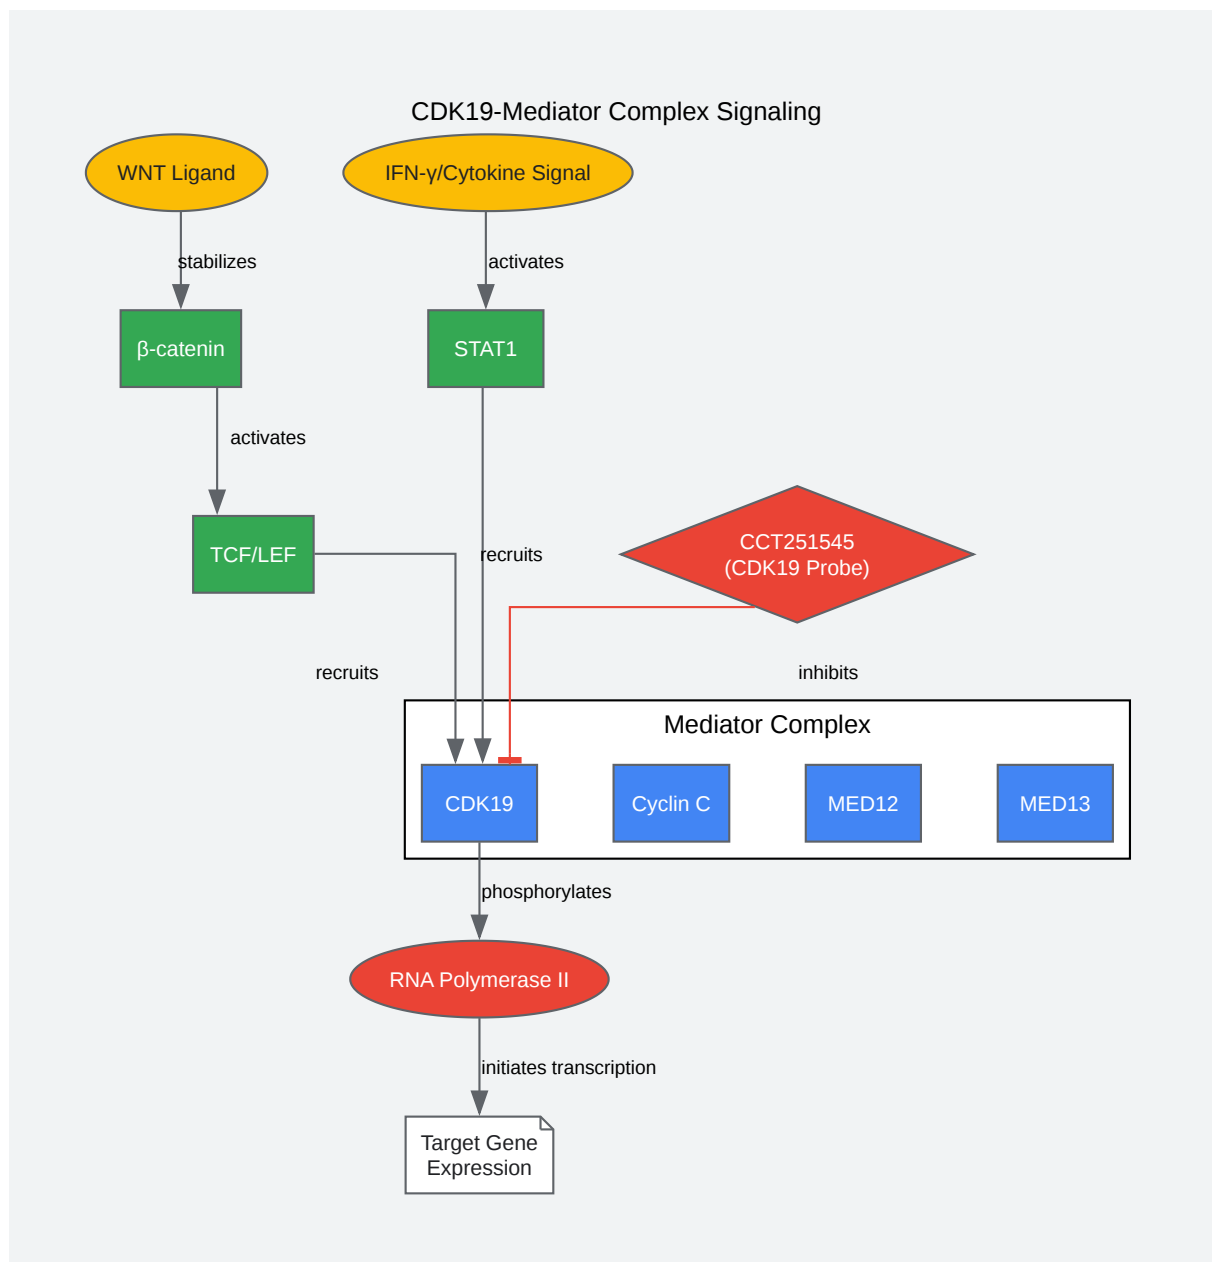 CDK19-Mediator Complex Signaling
WNT Ligand
IFN-γ/Cytokine Signal
stabilizes
activates
β-catenin
STAT1
activates
TCF/LEF
recruits
CCT251545
(CDK19 Probe)
recruits
inhibits
Mediator Complex
CDK19
Cyclin C
MED12
MED13
phosphorylates
RNA Polymerase II
initiates transcription
Target Gene
Expression